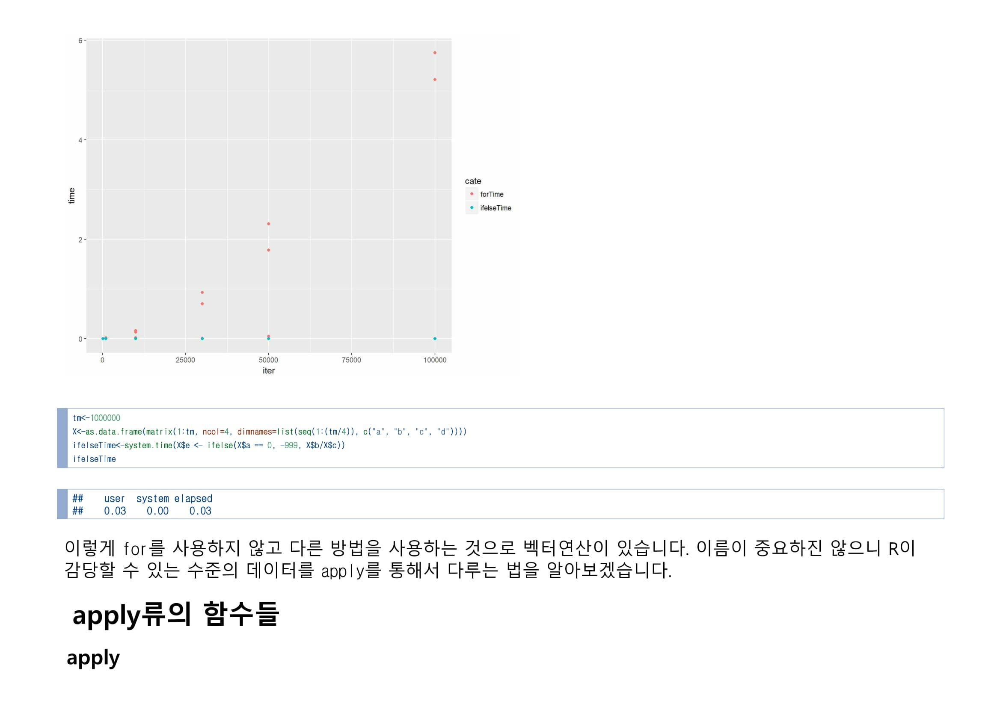 6
4
2
0
time
0 25000 50000 75000 100000
iter
cate
forTime
ifelseTime
tm<-1000000
X<-as.data.frame(matrix(1:tm, ncol=4, dimnames=list(seq(1:(tm/4)), c("a", "b", "c", "d"))))
ifelseTime<-system.time(X$e <- ifelse(X$a == 0, -999, X$b/X$c))
ifelseTime
## user system elapsed
## 0.03 0.00 0.03
이렇게 for를 사용하지 않고 다른 방법을 사용하는 것으로 벡터연산이 있습니다. 이름이 중요하진 않으니 R이
감당할 수 있는 수준의 데이터를 apply를 통해서 다루는 법을 알아보겠습니다.
apply류의 함수들
apply